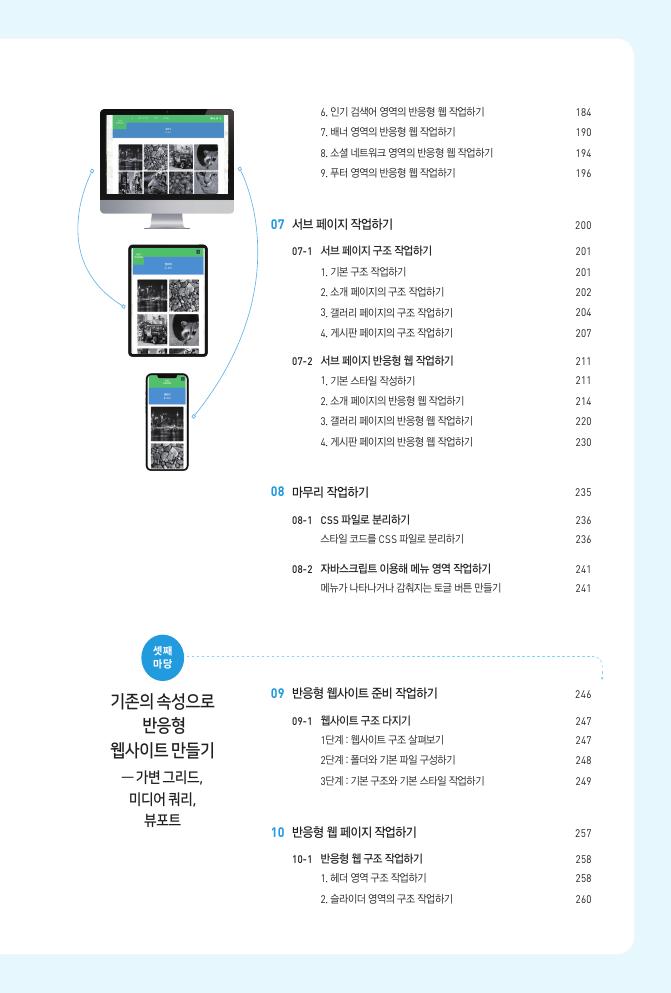 6. 인기 검색어 영역의 반응형 웹 작업하기 184
7. 배너 영역의 반응형 웹 작업하기 190
8. 소셜 네트워크 영역의 반응형 웹 작업하기 194
9. 푸터 영역의 반응형 웹 작업하기 196
07 서브 페이지 작업하기 200
07-1 서브 페이지 구조 작업하기 201
1. 기본 구조 작업하기 201
2. 소개 페이지의 구조 작업하기 202
3. 갤러리 페이지의 구조 작업하기 204
4. 게시판 페이지의 구조 작업하기 207
07-2 서브 페이지 반응형 웹 작업하기 211
1. 기본 스타일 작성하기 211
2. 소개 페이지의 반응형 웹 작업하기 214
3. 갤러리 페이지의 반응형 웹 작업하기 220
4. 게시판 페이지의 반응형 웹 작업하기 230
08 마무리 작업하기 235
08-1 CSS 파일로 분리하기 236
스타일 코드를 CSS 파일로 분리하기 236
08-2 자바스크립트 이용해 메뉴 영역 작업하기 241
메뉴가 나타나거나 감춰지는 토글 버튼 만들기 241
셋째
마당
기존의 속성으로
반응형
웹사이트 만들기
— 가변 그리드,
미디어 쿼리,
뷰포트
09 반응형 웹사이트 준비 작업하기 246
09-1 웹사이트 구조 다지기 247
1단계 : 웹사이트 구조 살펴보기 247
2단계 : 폴더와 기본 파일 구성하기 248
3단계 : 기본 구조와 기본 스타일 작업하기 249
10 반응형 웹 페이지 작업하기 257
10-1 반응형 웹 구조 작업하기 258
1. 헤더 영역 구조 작업하기 258
2. 슬라이더 영역의 구조 작업하기 260